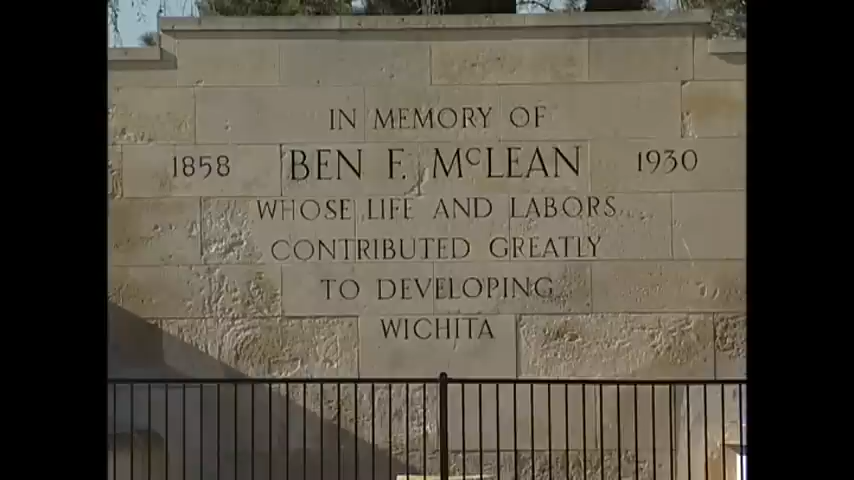 IN MEMORY OF
1858 BEN F. McLEAN 1930
WHOSE LIFE AND LABORS
CONTRIBUTED GREATLY
TO DEVELOPING
WICHITA